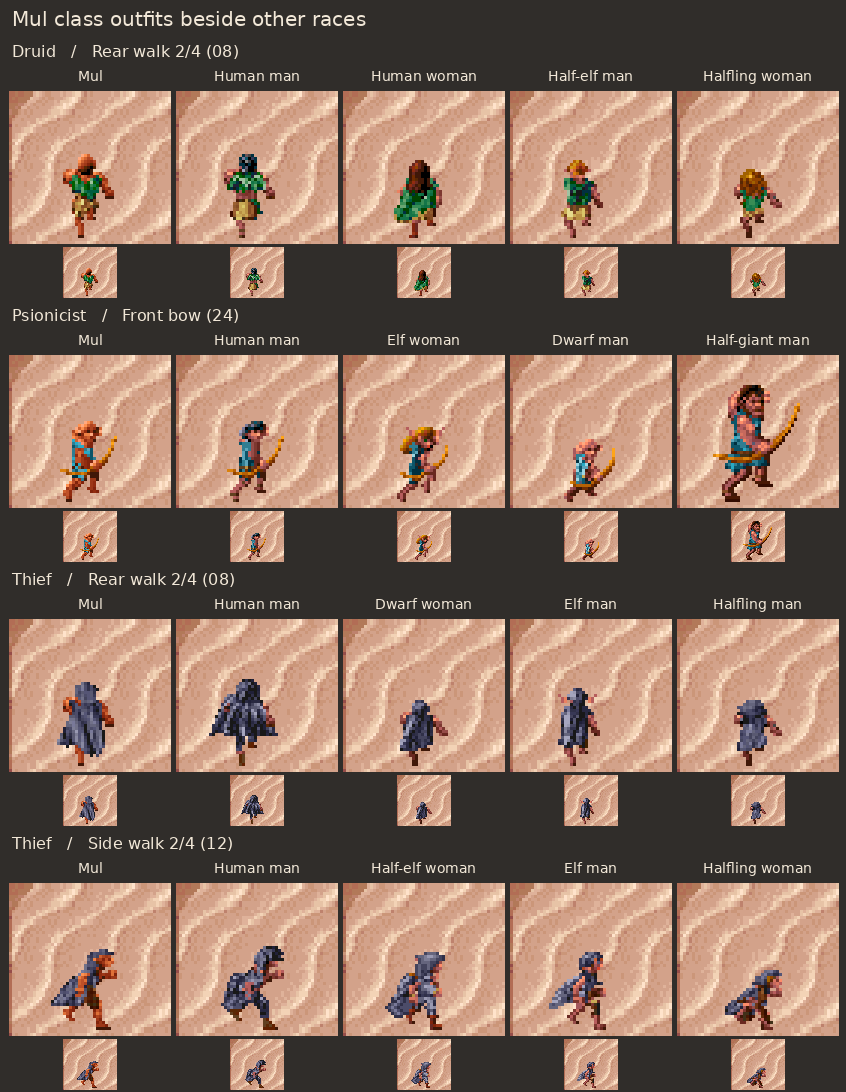 Mul class outfits beside other races
Druid / Rear walk 2/4 (08)
Mul Human man Human woman Half-elf man Halfling woman
Psionicist / Front bow (24)
Mul Human man Elf woman Dwarf man Half-giant man
Thief / Rear walk 2/4 (08)
Mul Human man Dwarf woman Elf man Halfling man
Thief / Side walk 2/4 (12)
Mul Human man Half-elf woman Elf man Halfling woman